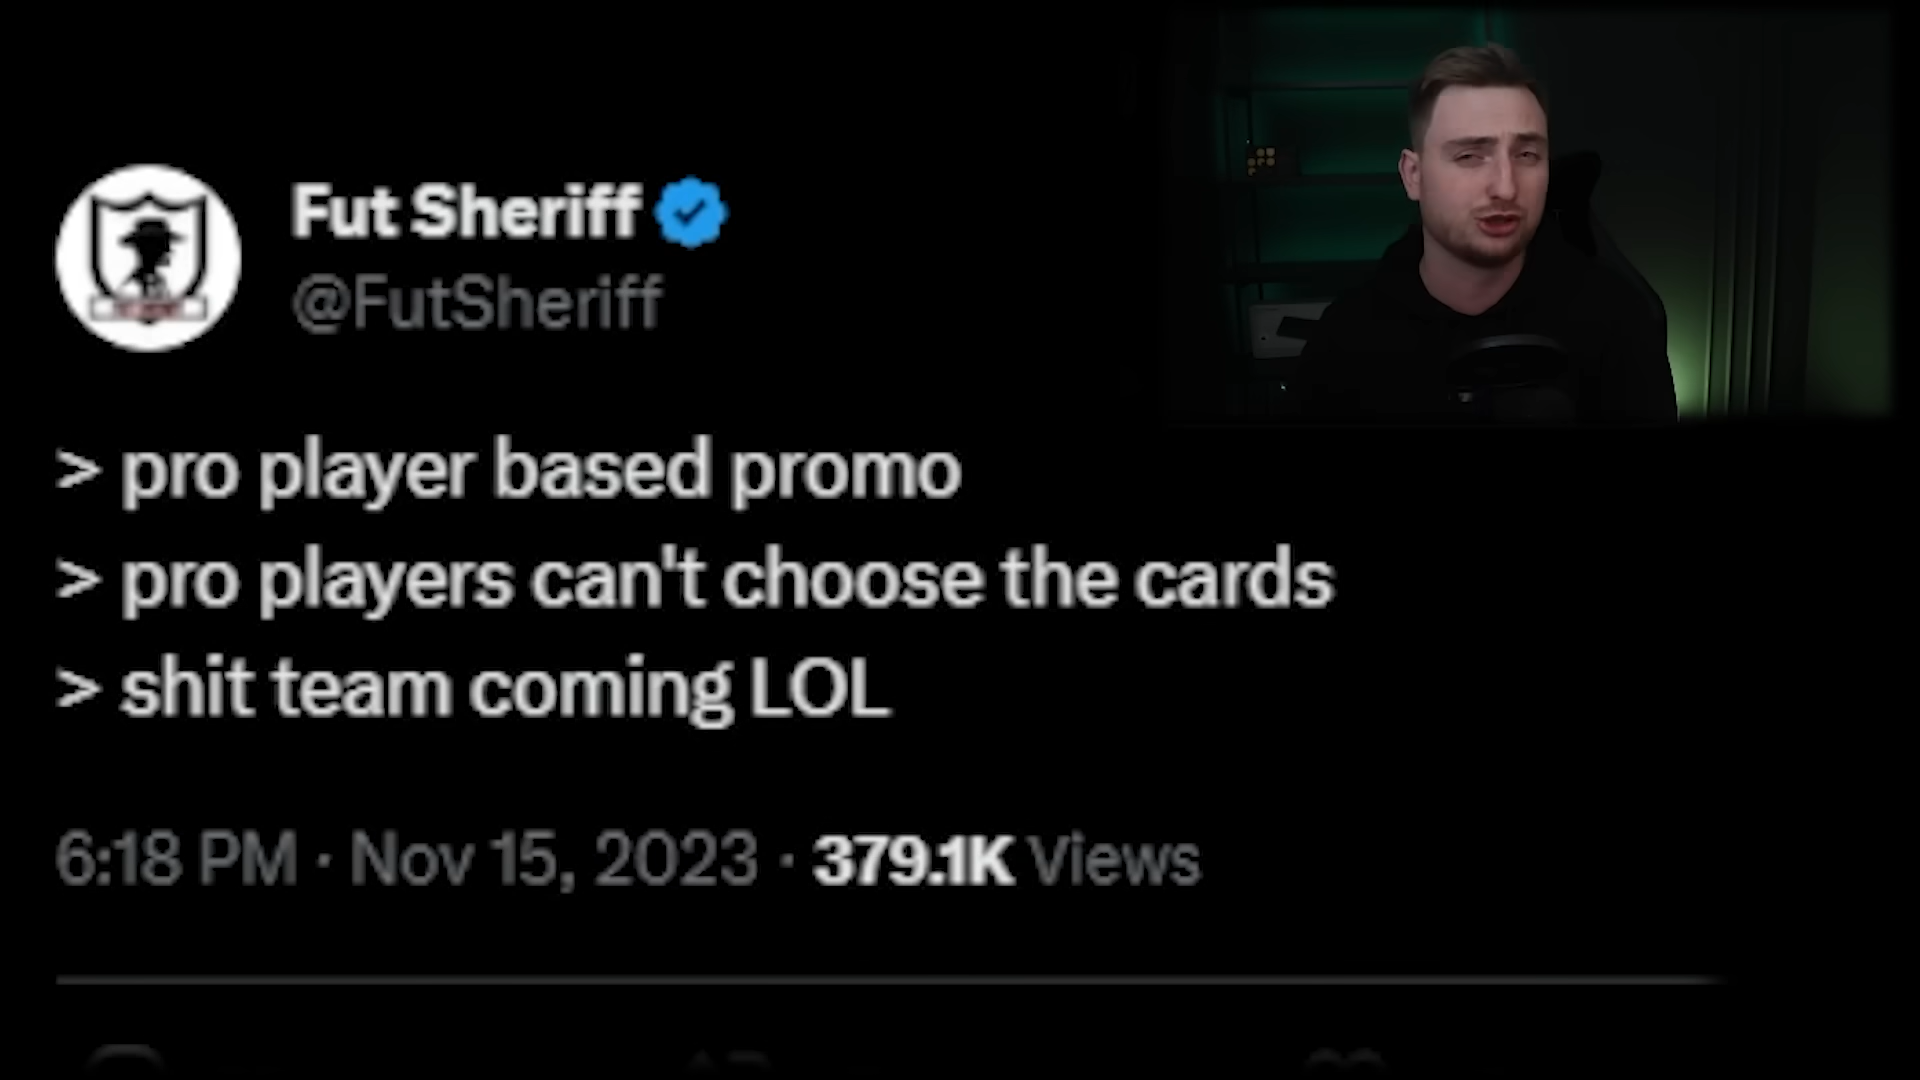 Fut Sheriff
@FutSheriff
> pro player based promo
> pro players can't choose the cards
> shit team coming LOL
6:18 PM · Nov 15, 2023 · 379.1K Views